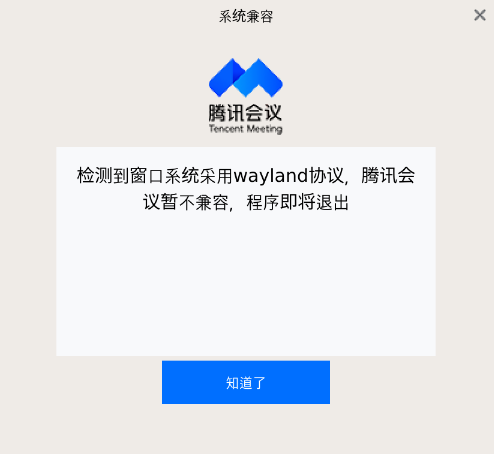 系统兼容
腾讯会议
Tencent Meeting
检测到窗口系统采用wayland协议，腾讯会
议暂不兼容，程序即将退出
知道了